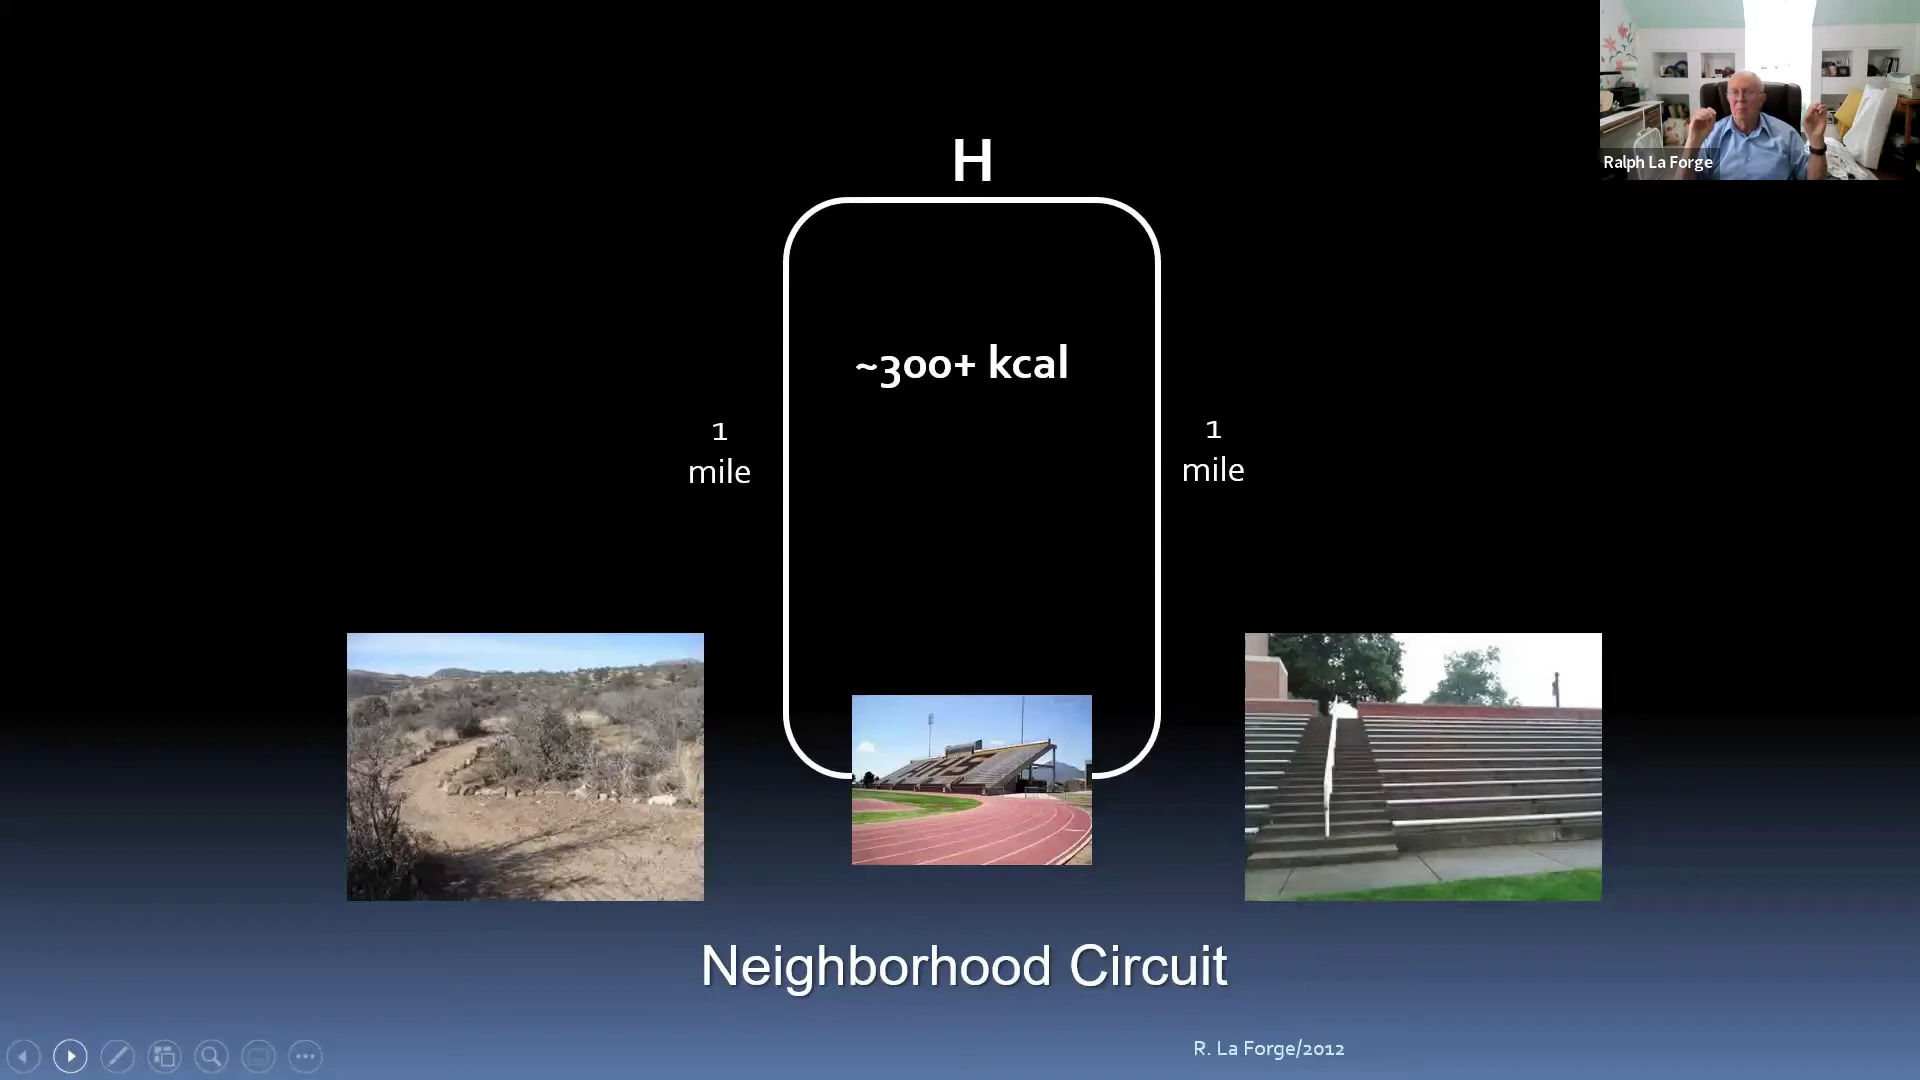 Ralph La Forge
H
~300+ kcal
1
mile
1
mile
Neighborhood Circuit
R. La Forge/2012